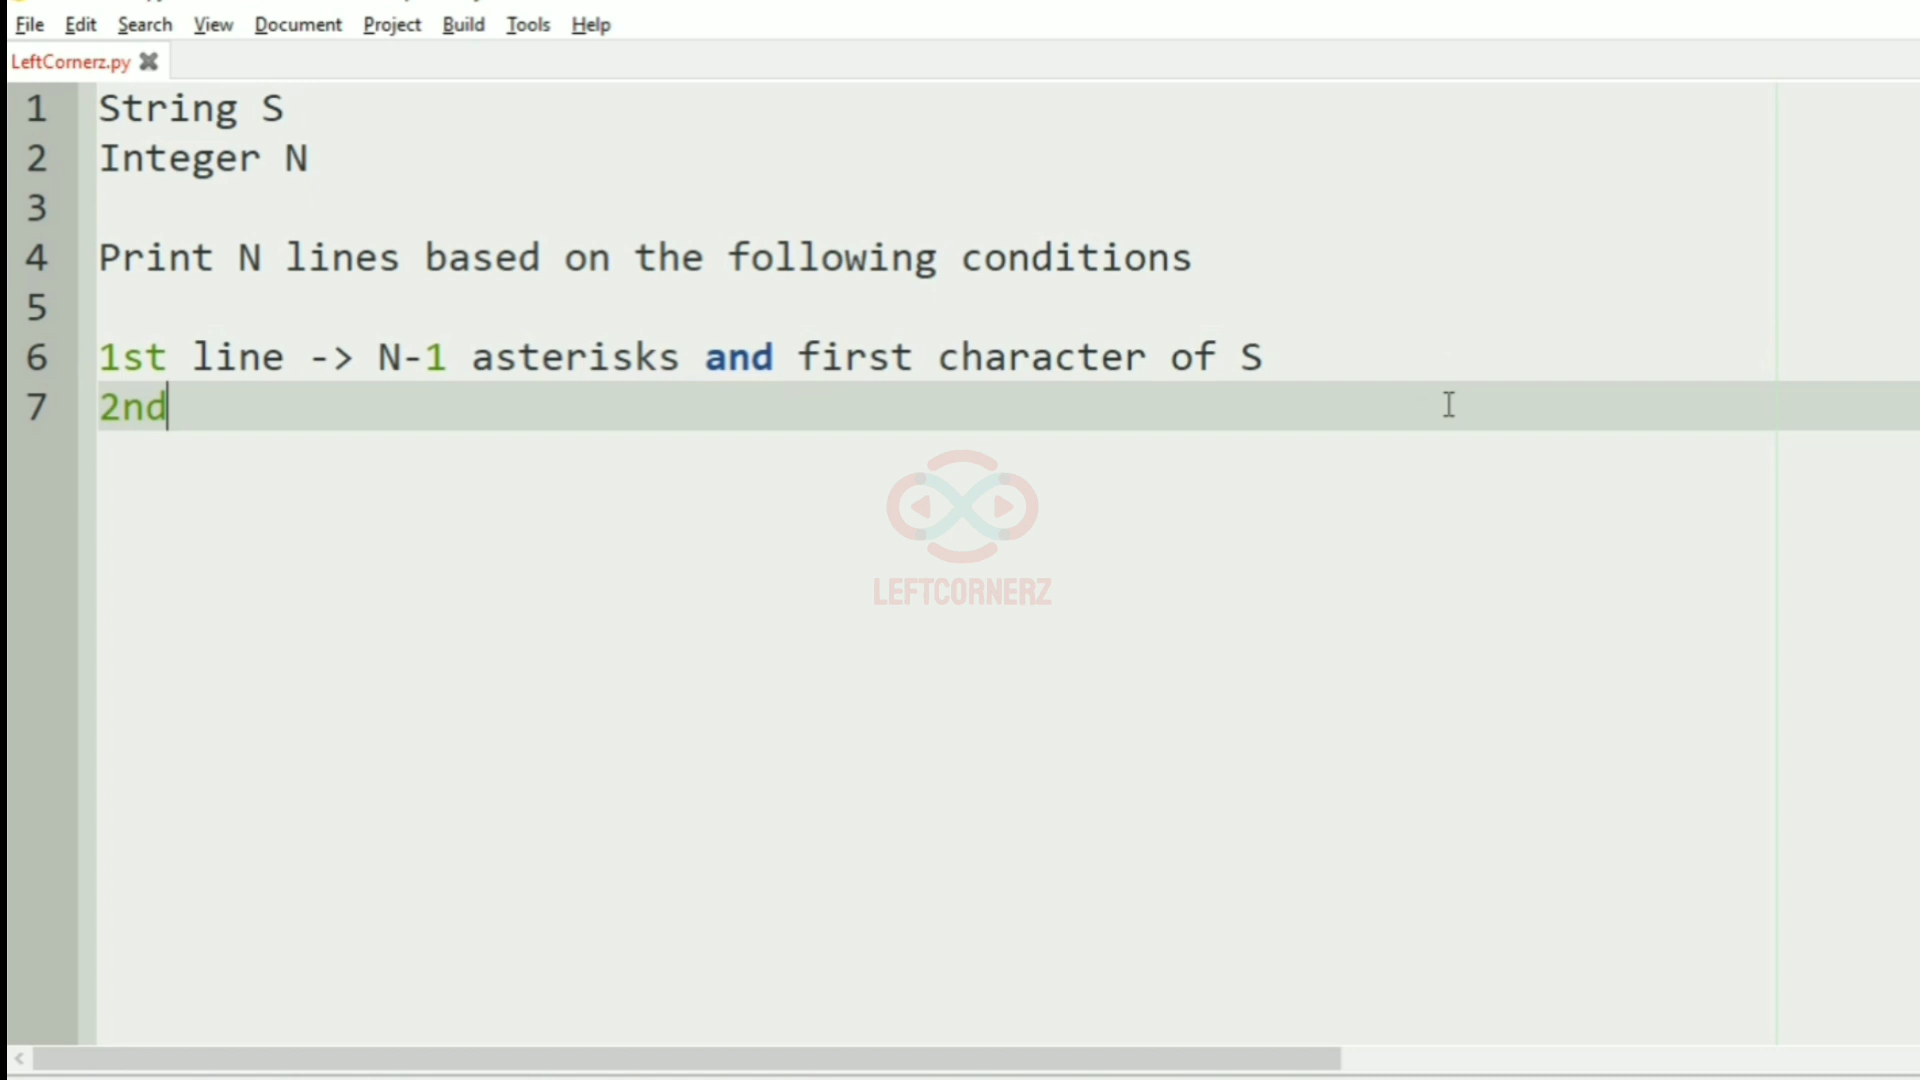 File Edit Search View Document Project Build Tools Help
LeftCornerz.py
1 String S
2 Integer N
3
4 Print N lines based on the following conditions
5
6 1st line -> N-1 asterisks and first character of S
7 2nd
LEFTCORNERZ